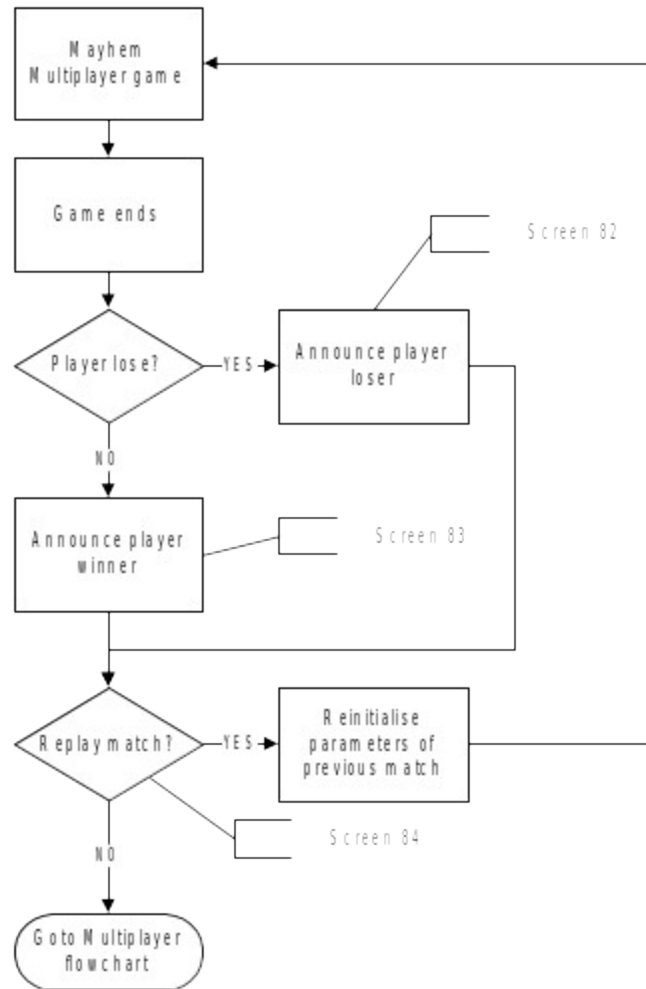 Mayhem
Multiplayer game
Game ends
Screen 82
Player lose?
YES
Announce player
loser
NO
Announce player
winner
Screen 83
Replay match?
YES
Reinitialise
parameters of
previous match
Screen 84
NO
Goto Multiplayer
flowchart